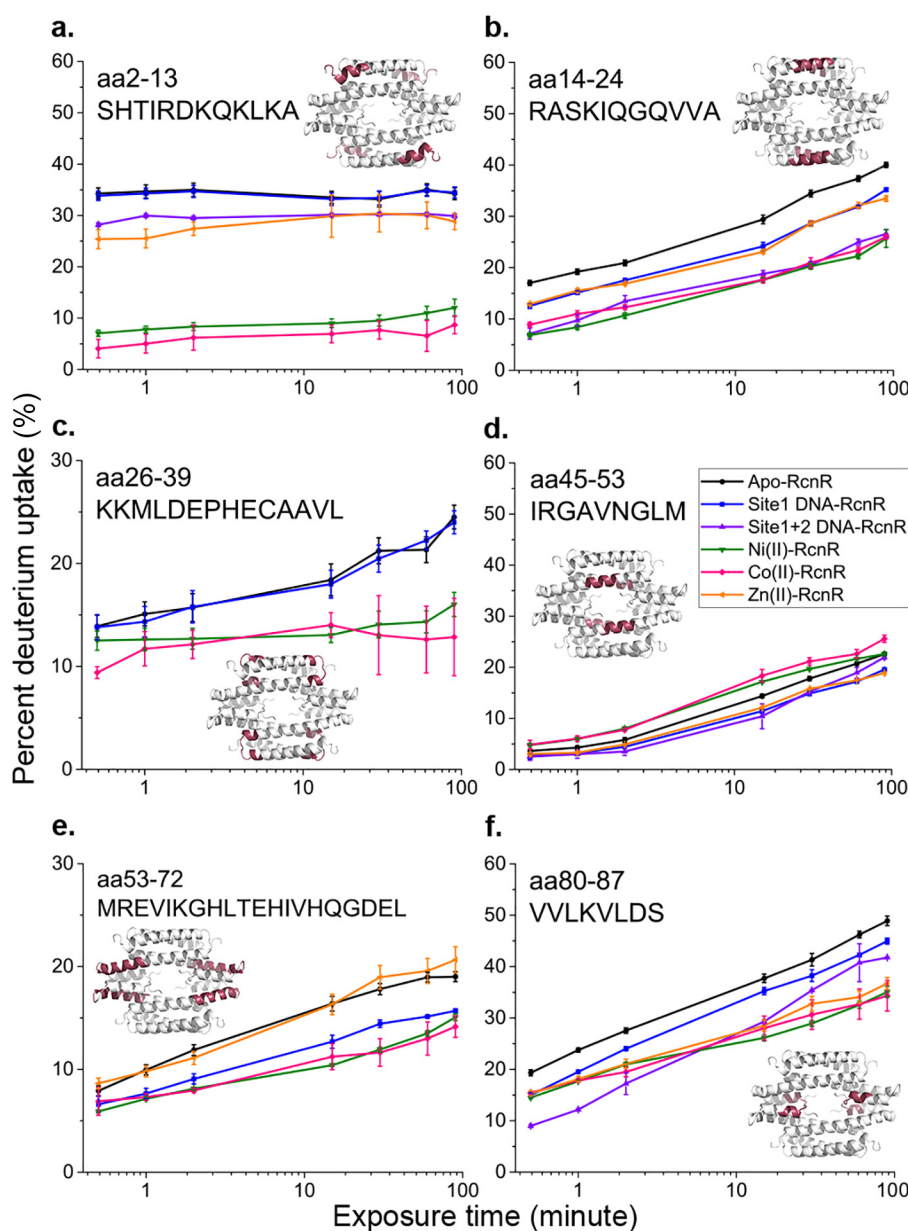 a.
aa2-13
SHTIRDKQKLKA
60
50
40
30
20
10
0
1
10
100
b.
aa14-24
RASKIQGQVVA
60
50
40
30
20
10
0
1
10
100
c.
aa26-39
KKMLDEPHECAAVL
30
20
10
0
1
10
100
d.
aa45-53
IRGAVNGLM
Apo-RcnR
Site1 DNA-RcnR
Site1+2 DNA-RcnR
Ni(II)-RcnR
Co(II)-RcnR
Zn(II)-RcnR
60
50
40
30
20
10
0
1
10
100
e.
aa53-72
MREVIKGHLTEHIVHQGDEL
30
20
10
0
1
10
100
f.
aa80-87
VVLKVLDS
60
50
40
30
20
10
0
1
10
100
Percent deuterium uptake (%)
Exposure time (minute)